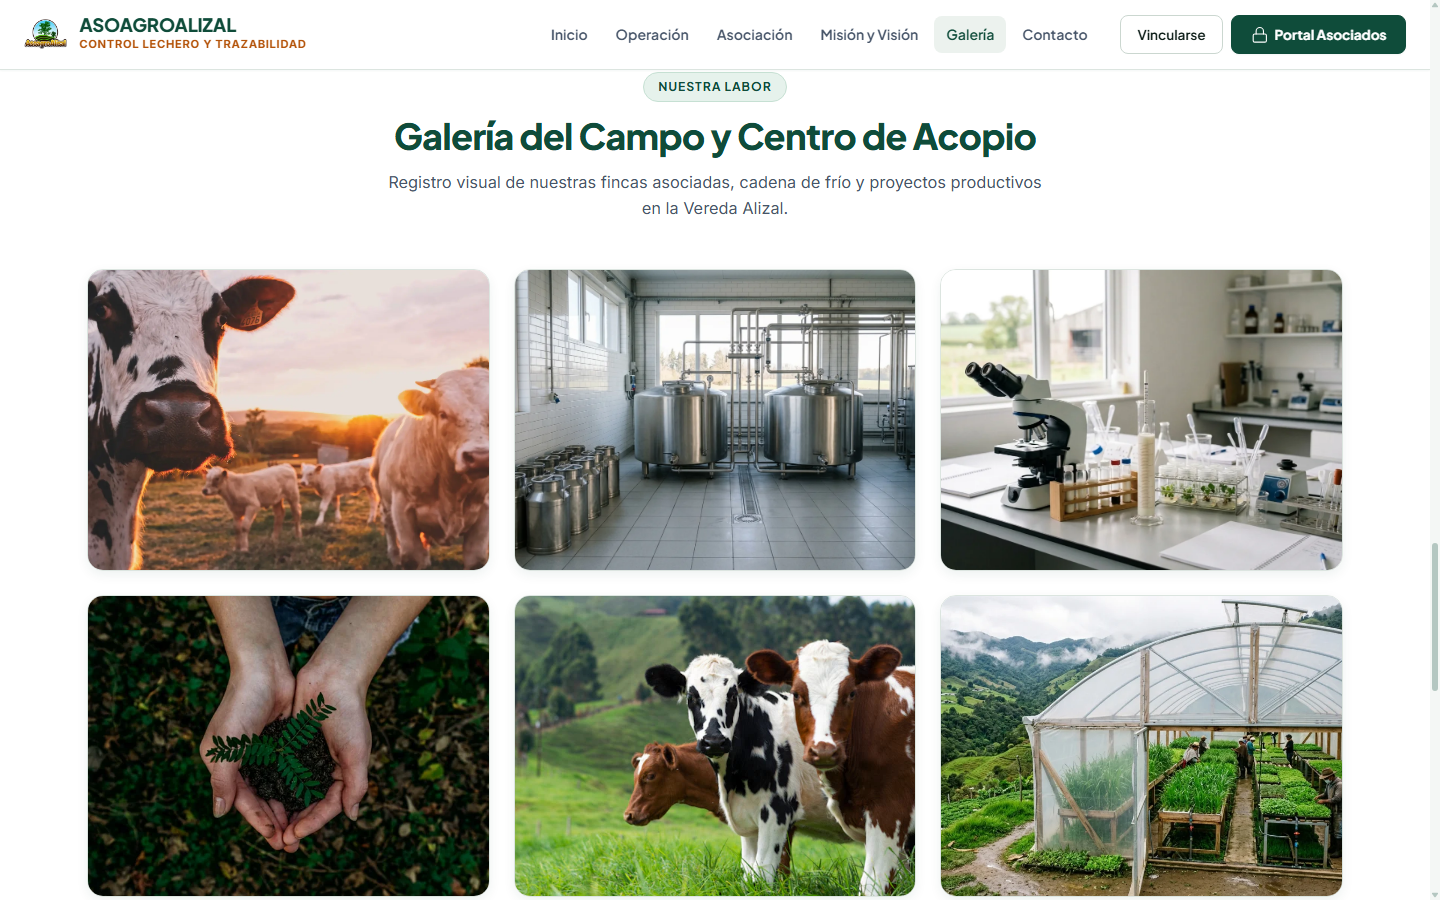 ASOAGROALIZAL
CONTROL LECHERO Y TRAZABILIDAD
Inicio
Operación
Asociación
Misión y Visión
Galería
Contacto
Vincularse
Portal Asociados
NUESTRA LABOR
Galería del Campo y Centro de Acopio
Registro visual de nuestras fincas asociadas, cadena de frío y proyectos productivos
en la Vereda Alizal.